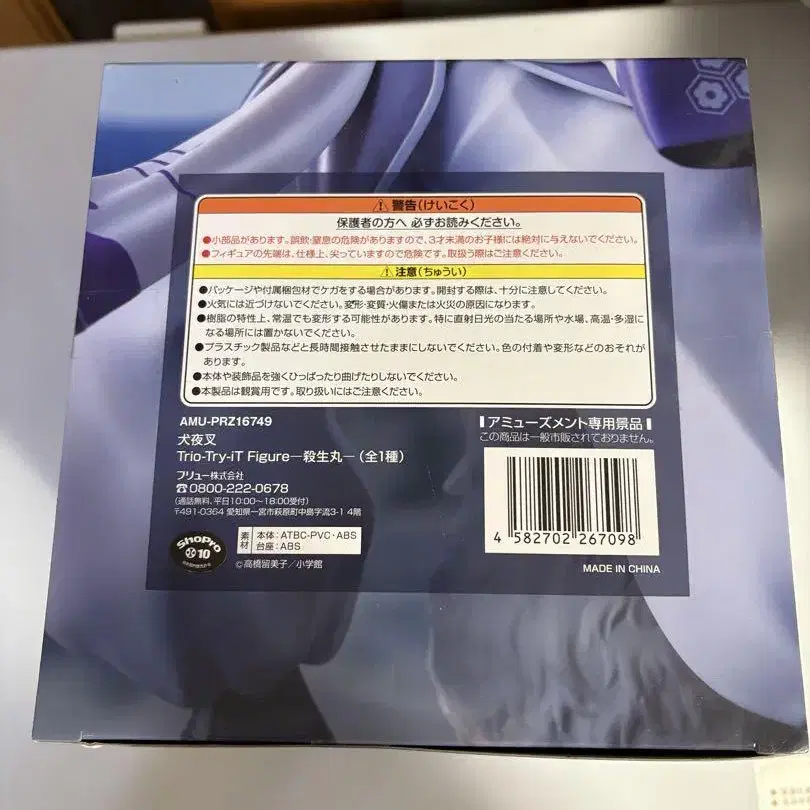 ⚠警告(けいこく)
保護者の方へ 必ずお読みください。
●小部品があります。誤飲・窒息の危険がありますので、3才未満のお子様には絶対に与えないでください。
●フィギュアの先端は、仕様上、尖っていますので危険です。取扱う際はご注意ください。
⚠注意(ちゅうい)
●パッケージや付属梱包材でケガをする場合があります。開封する際は、十分に注意してください。
●火気には近づけないでください。変形・変質・火傷または火災の原因になります。
●樹脂の特性上、常温でも変形する可能性があります。特に直射日光の当たる場所や水場、高温・多湿に
なる場所には置かないでください。
●プラスチック製品などと長時間接触させたままにしないでください。色の付着や変形などのおそれが
あります。
●本体や装飾品を強くひっぱったり曲げたりしないでください。
●本製品は観賞用です。取り扱いにはご注意ください。
AMU-PRZ16749
犬夜叉
Trio-Try-iT Figure—殺生丸—(全1種)
フリュー株式会社
☎0800-222-0678
(通話無料、平日10:00~18:00受付)
〒491-0364 愛知県一宮市萩原町中島字流3-1 4階
ShoPro
10
素材
本体:ATBC-PVC・ABS
台座:ABS
©高橋留美子/小学館
アミューズメント専用景品
この商品は一般市販されておりません。
4 582702 267098
MADE IN CHINA